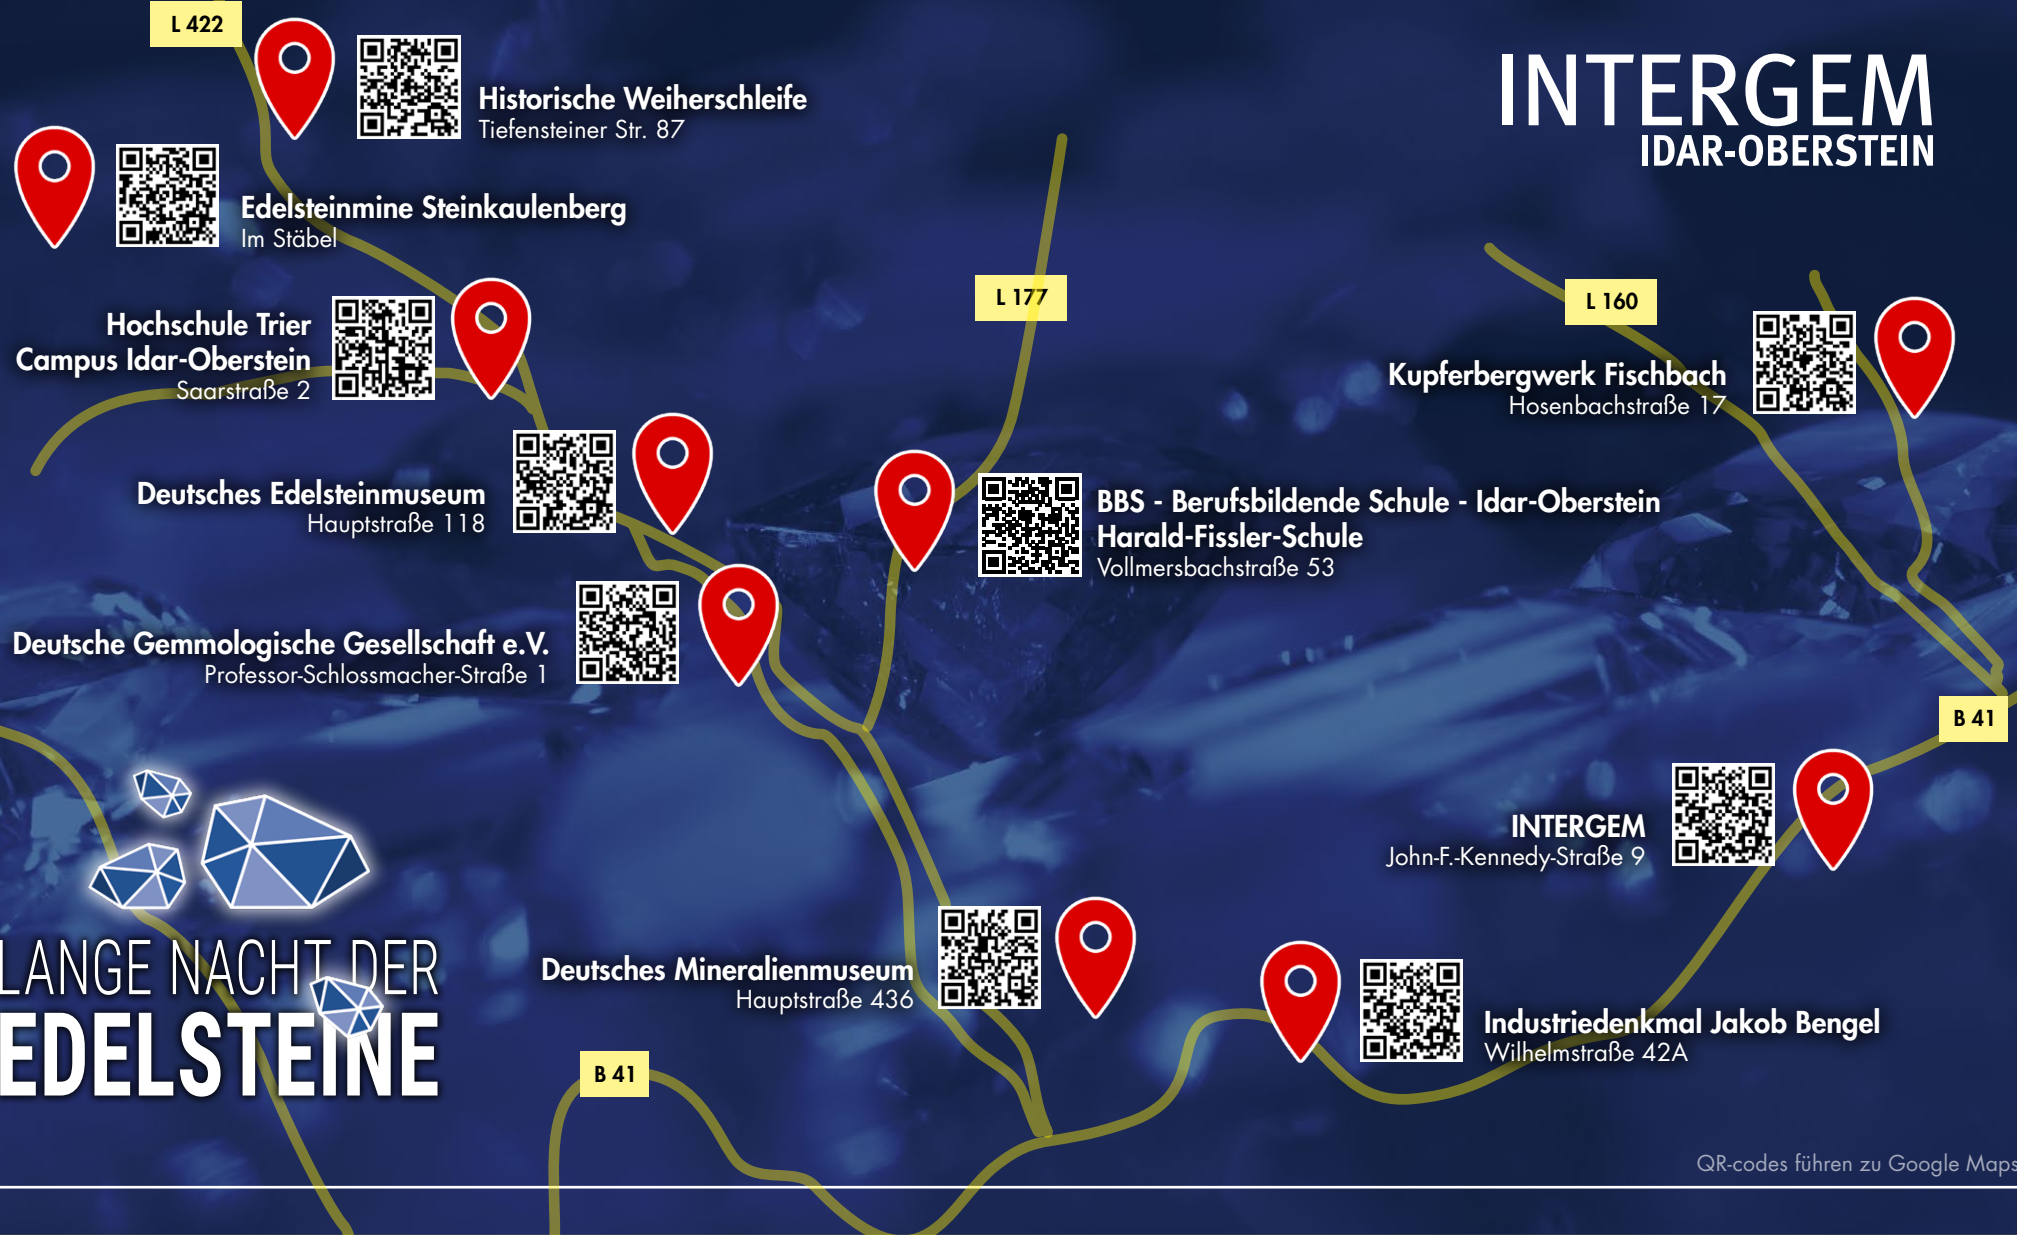 L 422
Historische Weiherschleife
Tiefensteiner Str. 87
INTERGEM
IDAR-OBERSTEIN
Edelsteinmine Steinkaulenberg
Im Stäbel
L 177
L 160
Hochschule Trier
Campus Idar-Oberstein
Saarstraße 2
Kupferbergwerk Fischbach
Hosenbachstraße 17
Deutsches Edelsteinmuseum
Hauptstraße 118
BBS - Berufsbildende Schule - Idar-Oberstein
Harald-Fissler-Schule
Vollmersbachstraße 53
Deutsche Gemmologische Gesellschaft e.V.
Professor-Schlossmacher-Straße 1
B 41
INTERGEM
John-F.-Kennedy-Straße 9
LANGE NACHT DER
EDELSTEINE
Deutsches Mineralienmuseum
Hauptstraße 436
Industriedenkmal Jakob Bengel
Wilhelmstraße 42A
B 41
QR-codes führen zu Google Maps